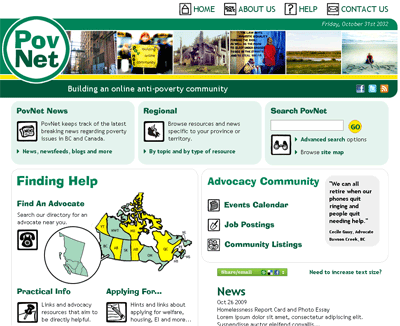 HOME ABOUT US HELP CONTACT US
Friday, October 31st 2032
Pov
Net
Building an online anti-poverty community
PovNet News
PovNet keeps track of the latest
breaking news regarding poverty
issues in BC and Canada.
News, newsfeeds, blogs and more
Regional
Browse resources and news
specific to your province or
territory.
By topic and by type of resource
Search PovNet
GO
Advanced search options
Browse site map
Finding Help
Find An Advocate
Search our directory for an
advocate near you.
Practical Info
Links and advocacy
resources that aim to
be directly helpful.
Applying For...
Hints and links about
applying for welfare,
housing, EI and more...
Advocacy Community
Events Calendar
Job Postings
Community Listings
"We can all
retire when our
phones quit
ringing and
people quit
needing help."
Cecile Guay, Advocate
Bowron Creek, BC
Share/email
Need to increase text size?
News
Oct 26 2009
Homelessness Report Card and Photo Essay
Lorem ipsum dolor sit amet, consectetur adipiscing elit.
Suspendisse auctor eleifend convallis.